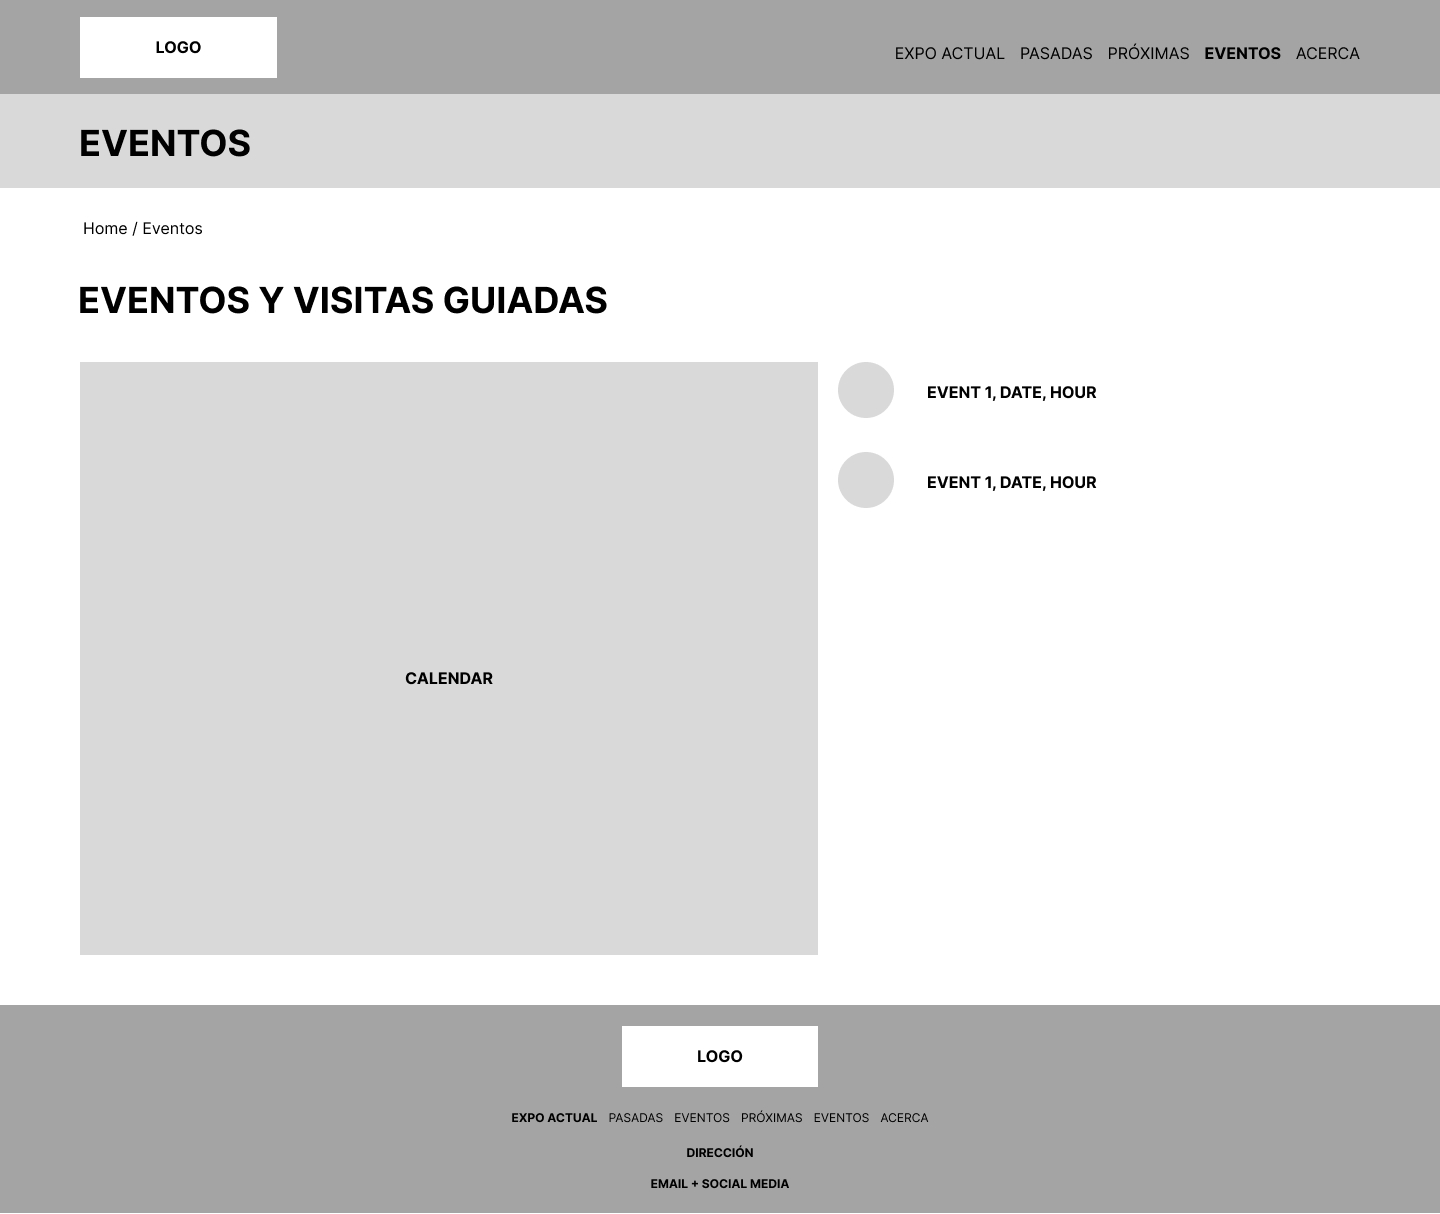 LOGO
EXPO ACTUAL PASADAS PRÓXIMAS EVENTOS ACERCA
EVENTOS
Home / Eventos
EVENTOS Y VISITAS GUIADAS
CALENDAR
EVENT 1, DATE, HOUR
EVENT 1, DATE, HOUR
LOGO
EXPO ACTUAL PASADAS EVENTOS PRÓXIMAS EVENTOS ACERCA
DIRECCIÓN
EMAIL + SOCIAL MEDIA